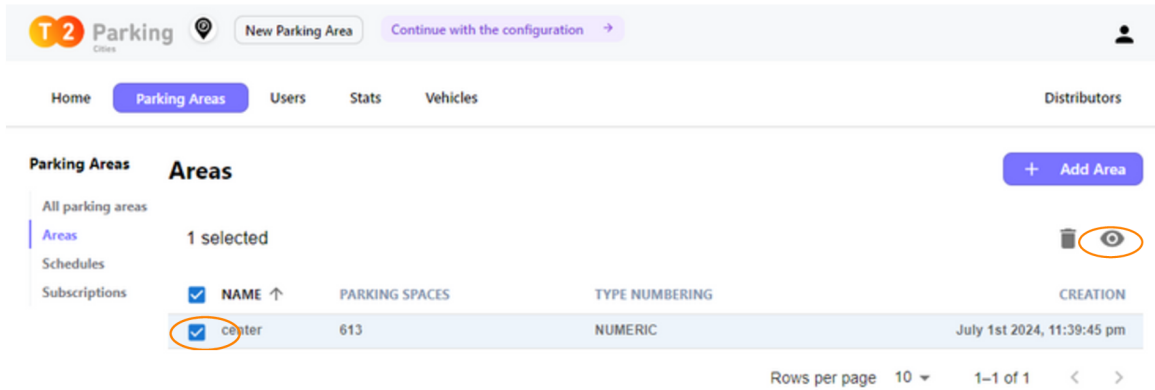 T2 Parking Cities
New Parking Area
Continue with the configuration →
Home Parking Areas Users Stats Vehicles Distributors
Parking Areas
All parking areas
Areas
Schedules
Subscriptions
Areas
+ Add Area
1 selected
NAME ↑ PARKING SPACES TYPE NUMBERING CREATION
center 613 NUMERIC July 1st 2024, 11:39:45 pm
Rows per page 10 1–1 of 1 < >